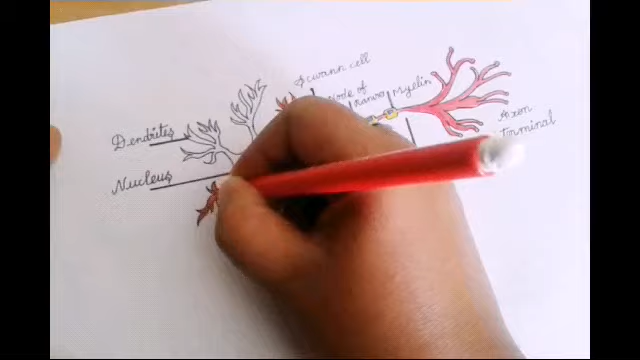 Schwann cell
Node of
Ranvier
Myelin
Dendrites
Axon
Terminal
Nucleus